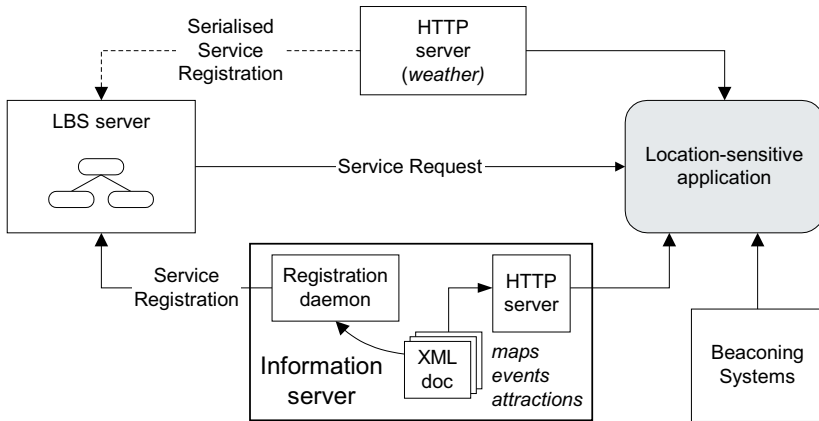 Serialised
Service
Registration
HTTP
server
(weather)
LBS server
Service Request
Location-sensitive
application
Service
Registration
Registration
daemon
HTTP
server
Information
server
XML
doc
maps
events
attractions
Beaconing
Systems